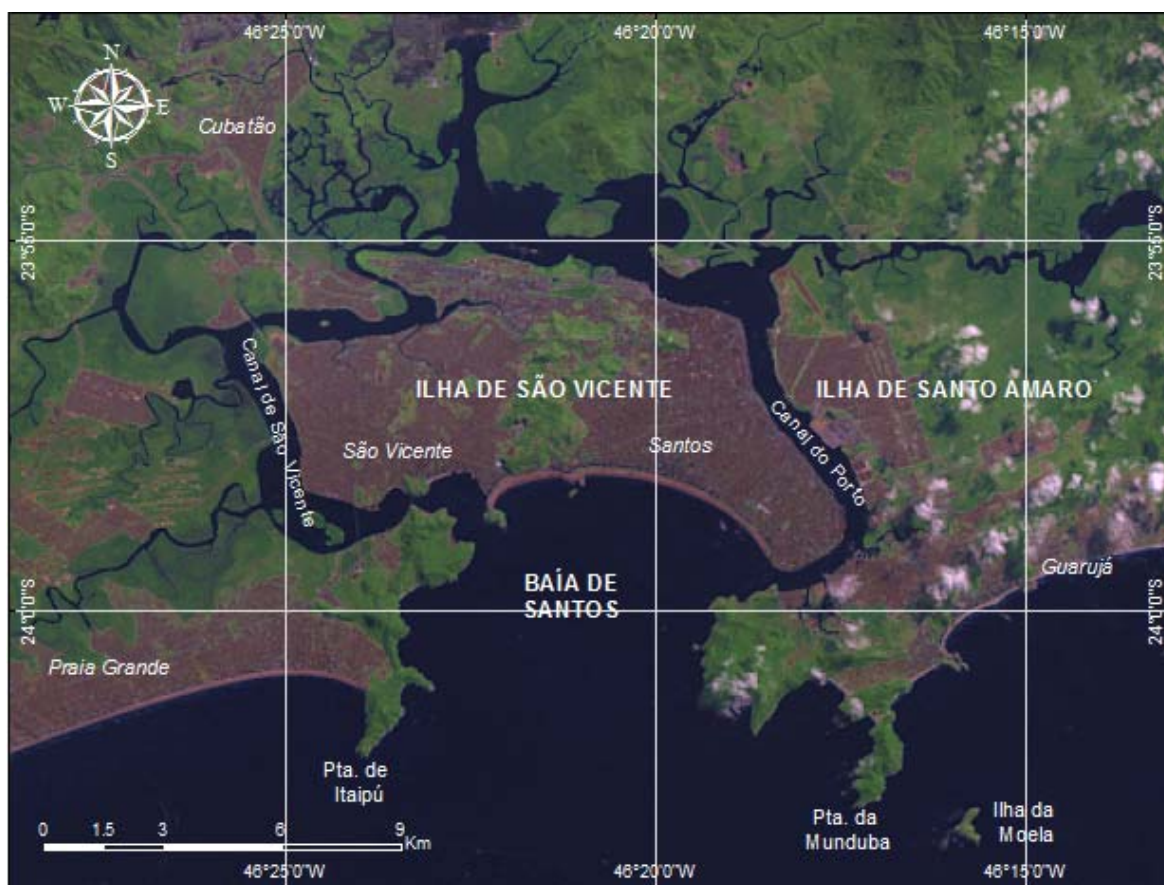 46°25'0"W
46°20'0"W
46°15'0"W
N
W
E
S
Cubatão
23°55'0"S
23°55'0"S
Canal de São Vicente
ILHA DE SÃO VICENTE
ILHA DE SANTO AMARO
São Vicente
Santos
Canal do Porto
BAÍA DE
SANTOS
Guarujá
24°0'0"S
24°0'0"S
Praia Grande
Pta. de
Itaipú
Pta. da
Munduba
Ilha da
Moela
0
1.5
3
6
9
Km
46°25'0"W
46°20'0"W
46°15'0"W